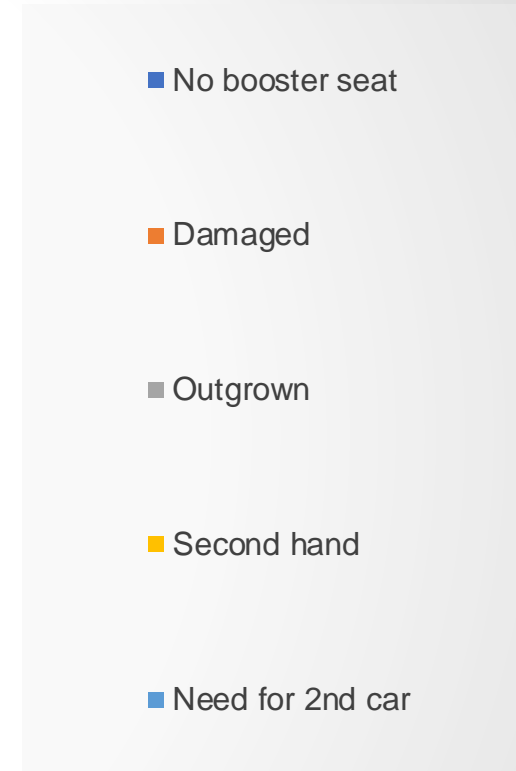 No booster seat
Damaged
Outgrown
Second hand
Need for 2nd car